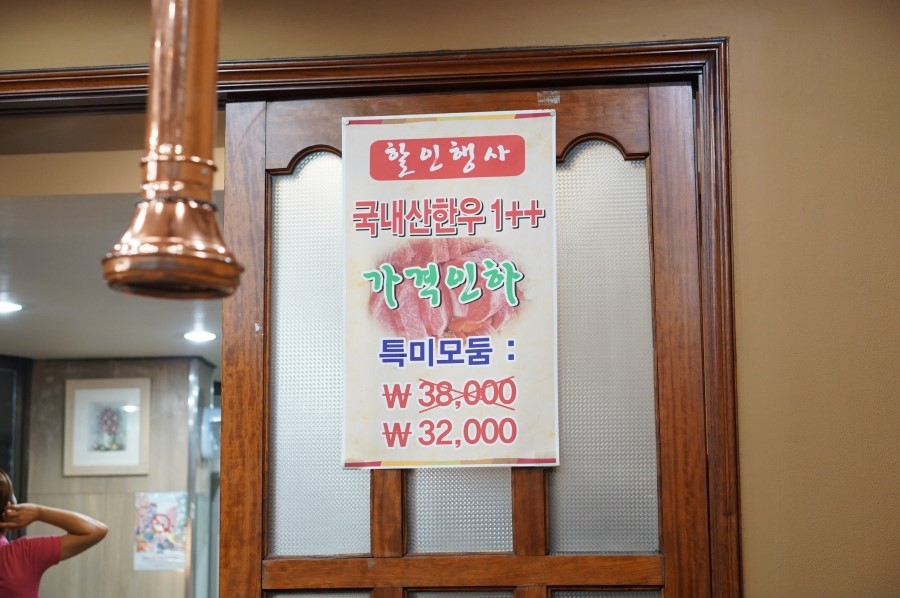 할인행사
국내산한우 1++
가격인하
특미모둠 :
₩ 38,000
₩ 32,000